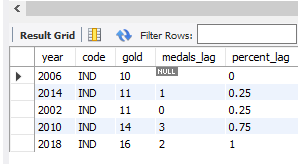 Result Grid Filter Rows:
year code gold medals_lag percent_lag
2006 IND 10 NULL 0
2014 IND 11 1 0.25
2002 IND 11 0 0.25
2010 IND 14 3 0.75
2018 IND 16 2 1